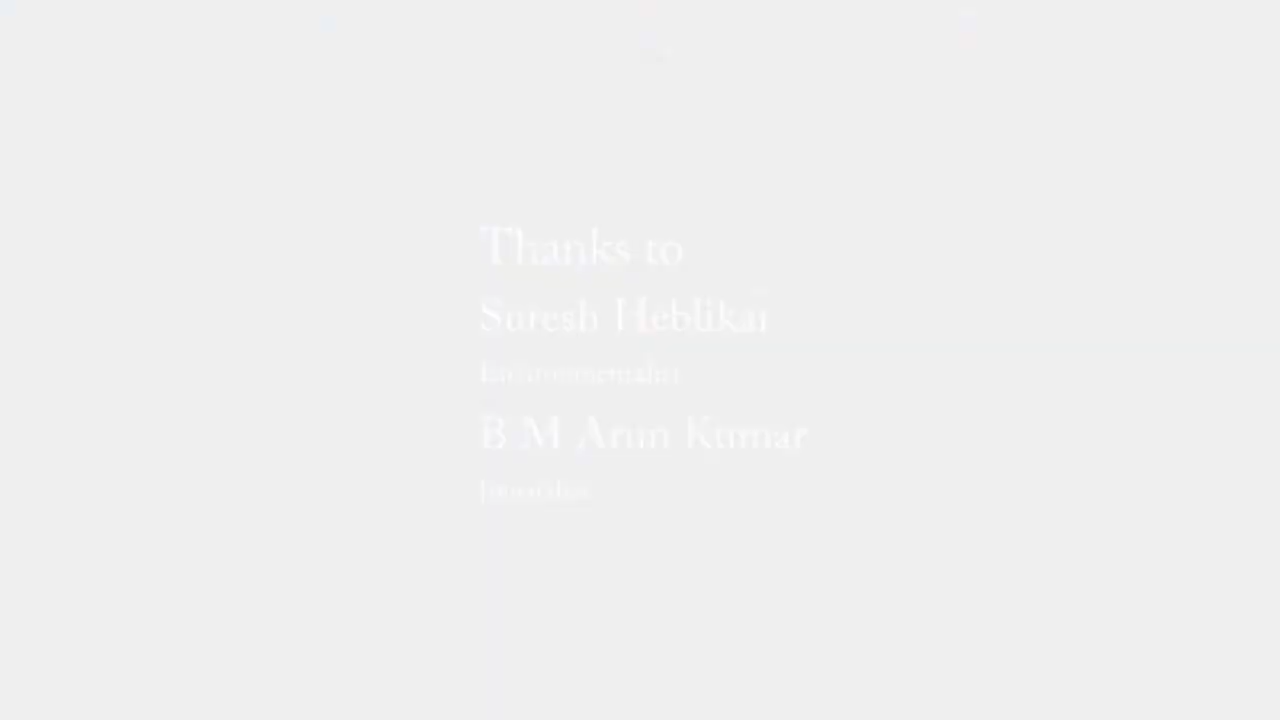 Thanks to
Suresh Heblikar
Environmentalist
B M Arun Kumar
Journalist